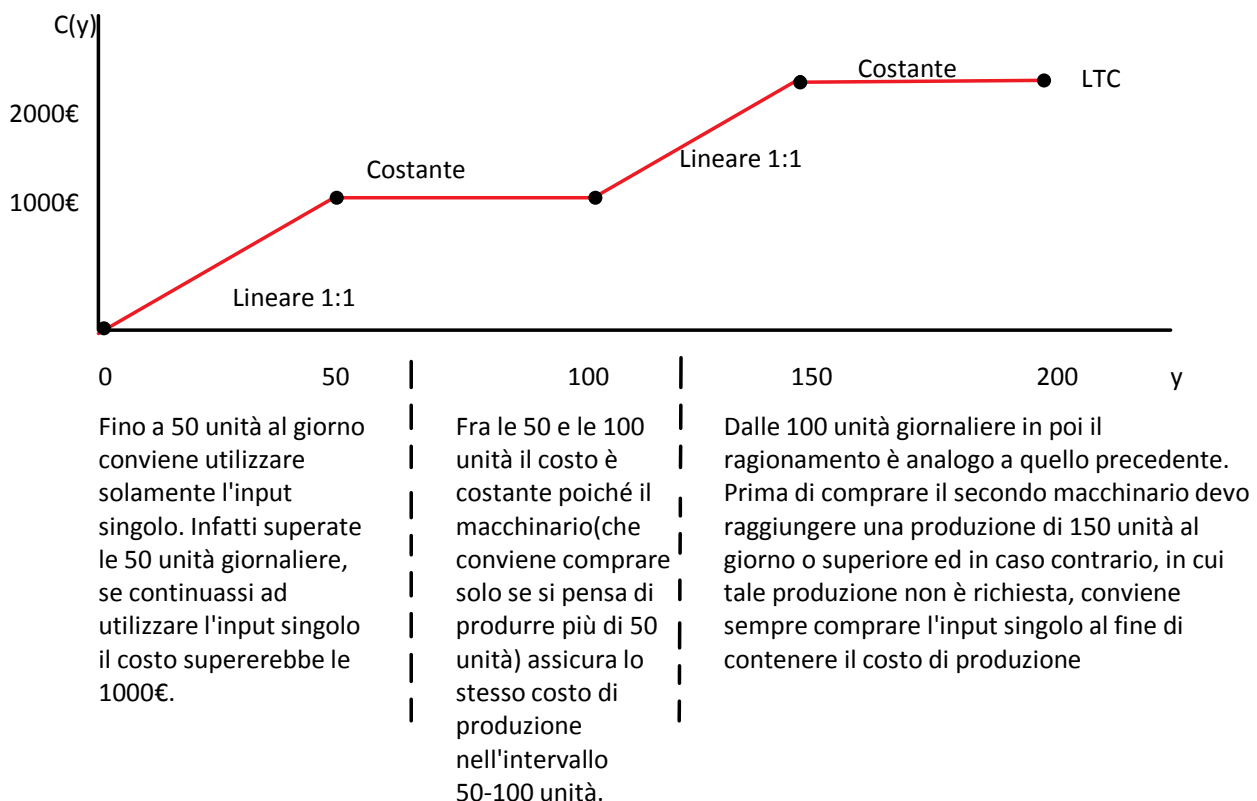 C(y)
Costante
LTC
2000€
Costante
Lineare 1:1
1000€
Lineare 1:1
0 50 100 150 200 y
Fino a 50 unità al giorno
conviene utilizzare
solamente l'input
singolo. Infatti superate
le 50 unità giornaliere,
se continuassi ad
utilizzare l'input singolo
il costo supererebbe le
1000€.
Fra le 50 e le 100
unità il costo è
costante poiché il
macchinario(che
conviene comprare
solo se si pensa di
produrre più di 50
unità) assicura lo
stesso costo di
produzione
nell'intervallo
50-100 unità.
Dalle 100 unità giornaliere in poi il
ragionamento è analogo a quello precedente.
Prima di comprare il secondo macchinario devo
raggiungere una produzione di 150 unità al
giorno o superiore ed in caso contrario, in cui
tale produzione non è richiesta, conviene
sempre comprare l'input singolo al fine di
contenere il costo di produzione